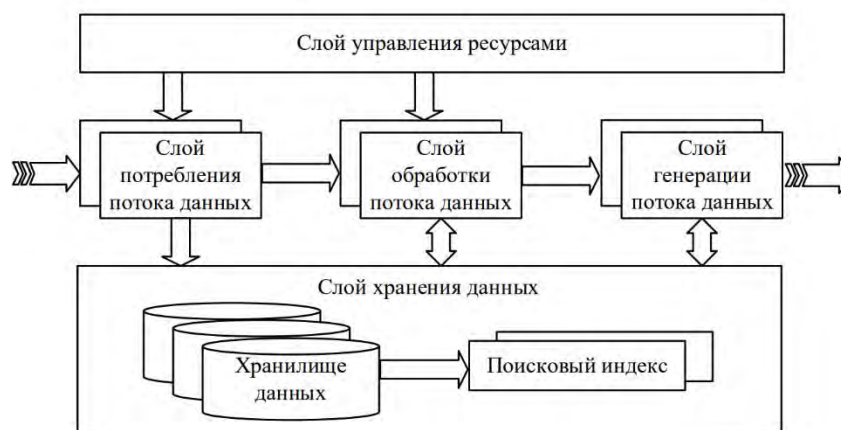 Слой управления ресурсами
Слой
потребления
потока данных
Слой
обработки
потока данных
Слой
генерации
потока данных
Слой хранения данных
Хранилище
данных
Поисковый индекс